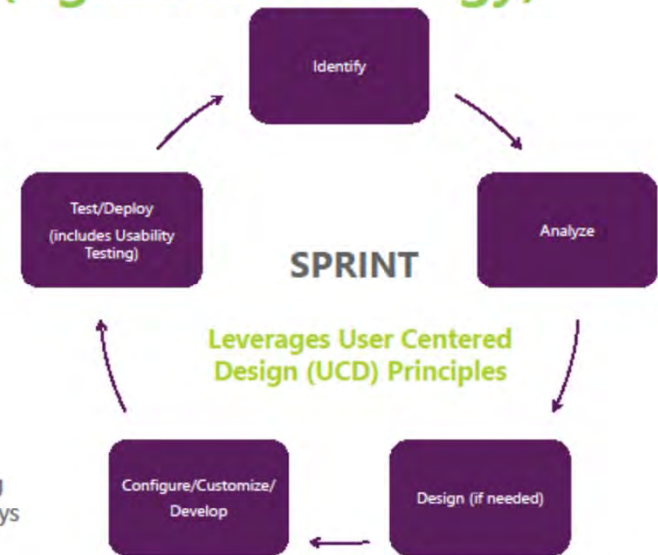 Identify
Test/Deploy
(includes Usability
Testing)
Analyze
SPRINT
Leverages User Centered
Design (UCD) Principles
Configure/Customize/
Develop
Design (if needed)